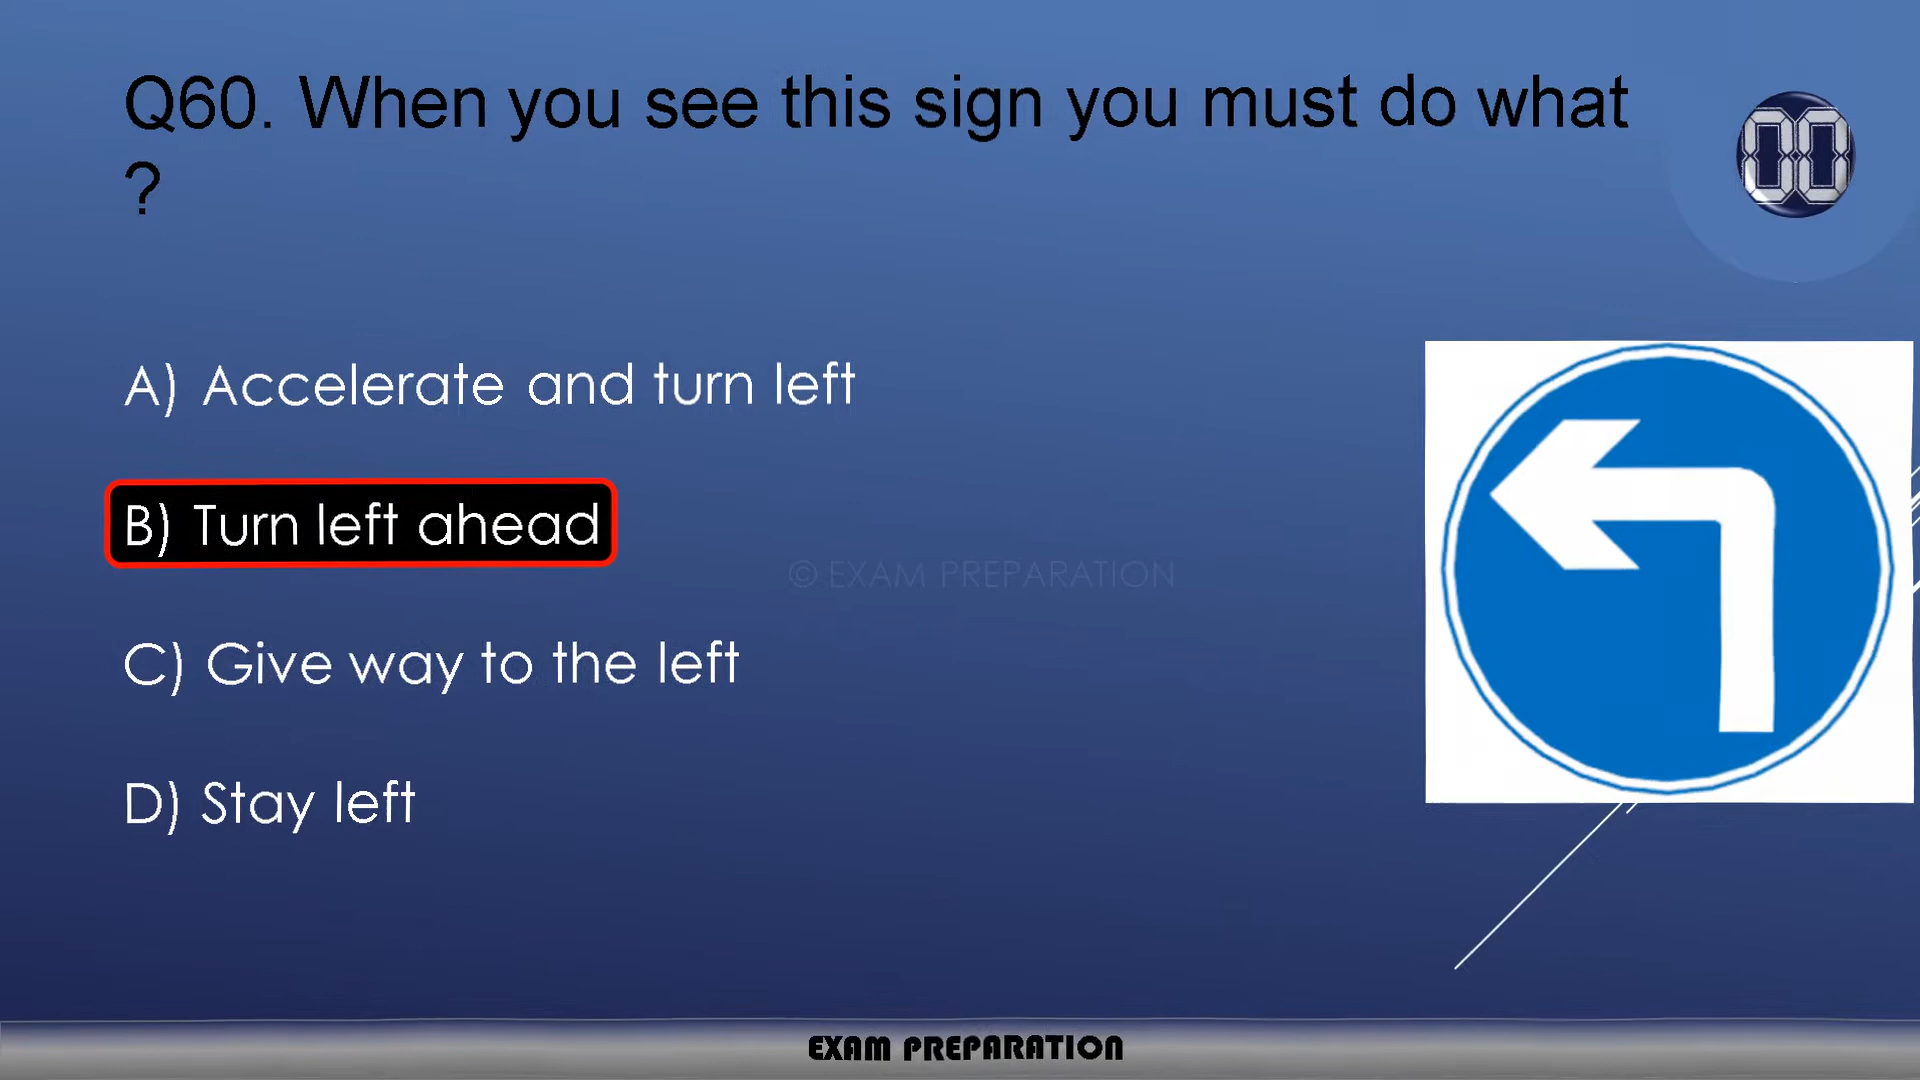 Q60. When you see this sign you must do what
?
00
A) Accelerate and turn left
B) Turn left ahead
© EXAM PREPARATION
C) Give way to the left
D) Stay left
EXAM PREPARATION